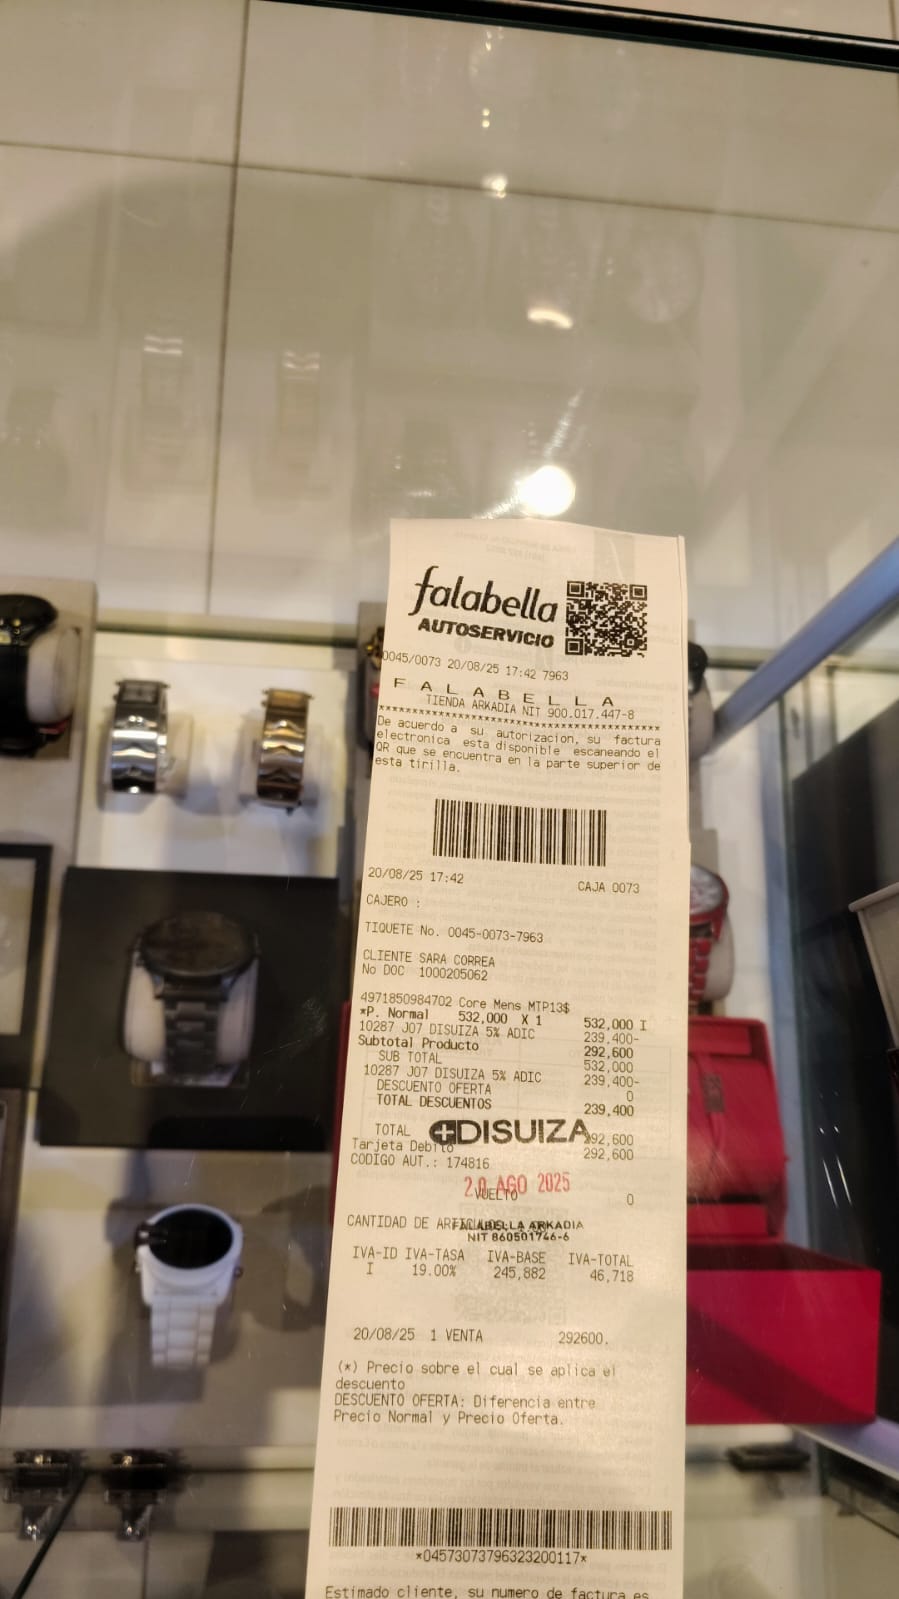 falabella
AUTOSERVICIO
0045/0073 20/08/25 17:42 7963
F A L A B E L L A
TIENDA ARKADIA NIT 900.017.447-8
De acuerdo a su autorizacion, su factura
electronica esta disponible escaneando el
QR que se encuentra en la parte superior de
esta tirilla.
20/08/25 17:42 CAJA 0073
CAJERO :
TIQUETE No. 0045-0073-7963
CLIENTE SARA CORREA
No DOC 1000205062
4971850984702 Core Mens MTP13$
*P. Normal 532,000 X 1 532,000 I
10287 J07 DISUIZA 5% ADIC 239,400-
Subtotal Producto 292,600
SUB TOTAL 532,000
10287 J07 DISUIZA 5% ADIC 239,400-
DESCUENTO OFERTA 0
TOTAL DESCUENTOS 239,400
TOTAL 292,600
DISUIZA
Tarjeta Debito 292,600
CODIGO AUT.: 174816
20 AGO 2025
VUELTO 0
CANTIDAD DE
FALABELLA ARKADIA
NIT 860501746-6
IVA-ID IVA-TASA IVA-BASE IVA-TOTAL
I 19.00% 245,882 46,718
20/08/25 1 VENTA 292600.
(*) Precio sobre el cual se aplica el
descuento
DESCUENTO OFERTA: Diferencia entre
Precio Normal y Precio Oferta.
*04573073796323200117*
Estimado cliente, su numero de factura es